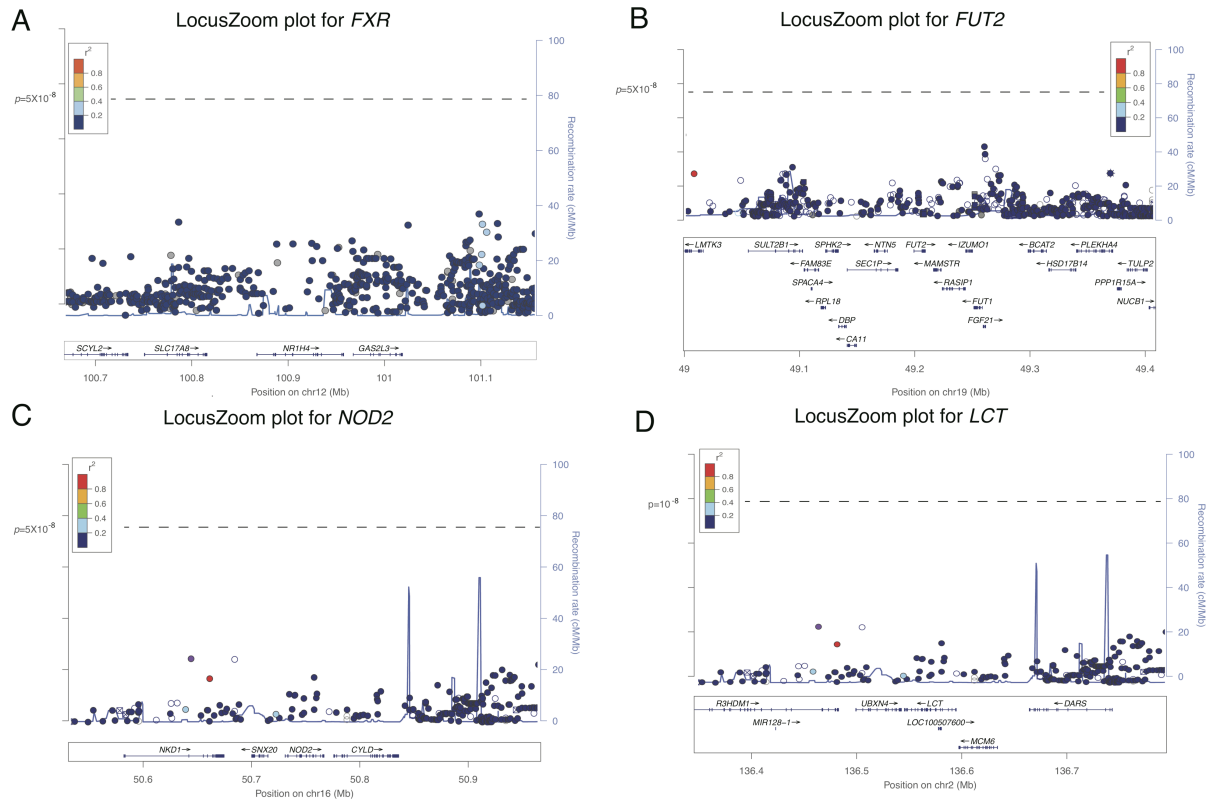 A
LocusZoom plot for FXR
r²
0.8
0.6
0.4
0.2
p=5X10⁻⁸
100
80
60
40
20
0
Recombination rate (cM/Mb)
SCYL2→
SLC17A8→
NR1H4→
GAS2L3→
100.7
100.8
100.9
101
101.1
Position on chr12 (Mb)
B
LocusZoom plot for FUT2
r²
0.8
0.6
0.4
0.2
p=5X10⁻⁸
100
80
60
40
20
0
Recombination rate (cM/Mb)
←LMTK3
SULT2B1→
SPHK2→
←NTN5
FUT2→
←IZUMO1
←BCAT2
←PLEKHA4
←FAM83E
SEC1P→
←MAMSTR
←HSD17B14
←TULP2
SPACA4→
←RASIP1
PPP1R15A→
←RPL18
←FUT1
NUCB1→
←DBP
FGF21→
←CA11
49
49.1
49.2
49.3
49.4
Position on chr19 (Mb)
C
LocusZoom plot for NOD2
r²
0.8
0.6
0.4
0.2
p=5X10⁻⁸
100
80
60
40
20
0
Recombination rate (cM/Mb)
NKD1→
←SNX20
NOD2→
CYLD→
50.6
50.7
50.8
50.9
Position on chr16 (Mb)
D
LocusZoom plot for LCT
r²
0.8
0.6
0.4
0.2
p=10⁻⁸
100
80
60
40
20
0
Recombination rate (cM/Mb)
R3HDM1→
UBXN4→
←LCT
←DARS
MIR128-1→
LOC100507600→
←MCM6
136.4
136.5
136.6
136.7
Position on chr2 (Mb)